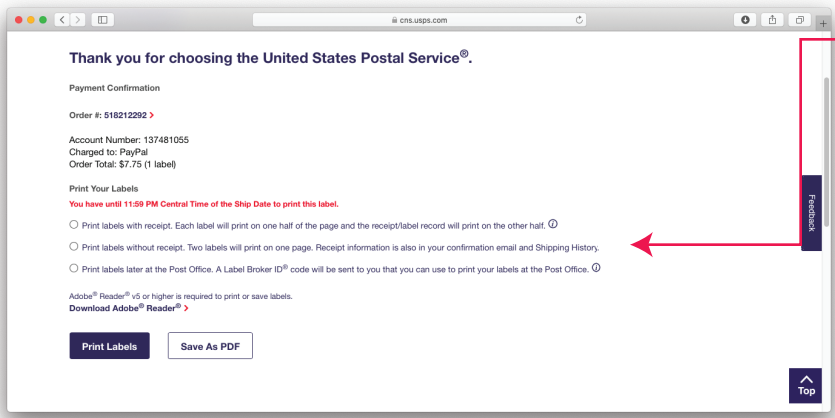 cns.usps.com
Thank you for choosing the United States Postal Service®.
Payment Confirmation
Order #: 518212292 >
Account Number: 137481055
Charged to: PayPal
Order Total: $7.75 (1 label)
Print Your Labels
You have until 11:59 PM Central Time of the Ship Date to print this label.
Print labels with receipt. Each label will print on one half of the page and the receipt/label record will print on the other half. i
Print labels without receipt. Two labels will print on one page. Receipt information is also in your confirmation email and Shipping History.
Print labels later at the Post Office. A Label Broker ID® code will be sent to you that you can use to print your labels at the Post Office. i
Adobe® Reader® v5 or higher is required to print or save labels.
Download Adobe® Reader® >
Print Labels
Save As PDF
Feedback
Top